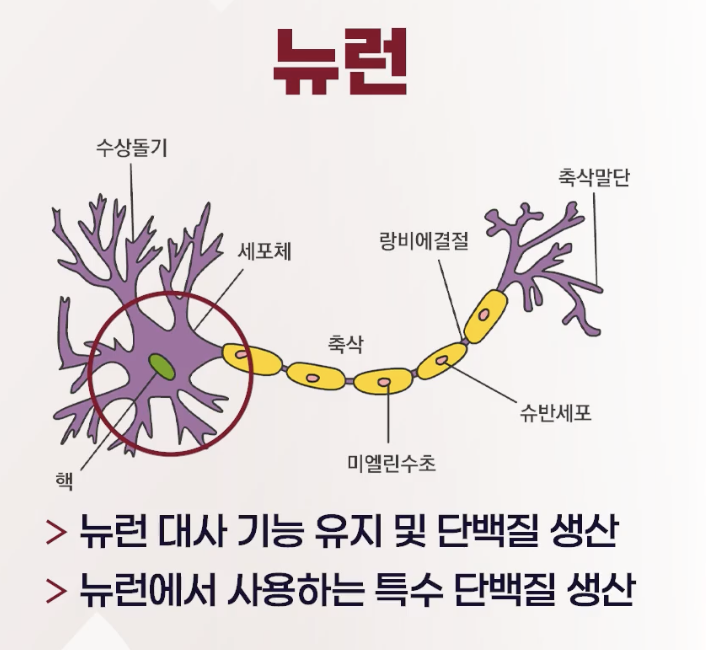 뉴런
수상돌기
축삭말단
세포체
랑비에결절
축삭
슈반세포
미엘린수초
핵
> 뉴런 대사 기능 유지 및 단백질 생산
> 뉴런에서 사용하는 특수 단백질 생산